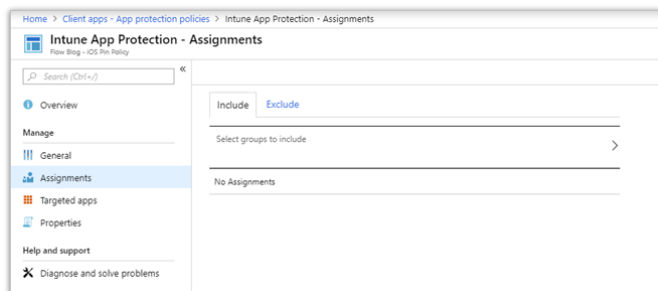 Home > Client apps - App protection policies > Intune App Protection - Assignments
Intune App Protection - Assignments
Flow Blog - iOS Pin Policy
Search (Ctrl+/)
«
Overview
Manage
General
Assignments
Targeted apps
Properties
Help and support
Diagnose and solve problems
Include Exclude
Select groups to include
No Assignments